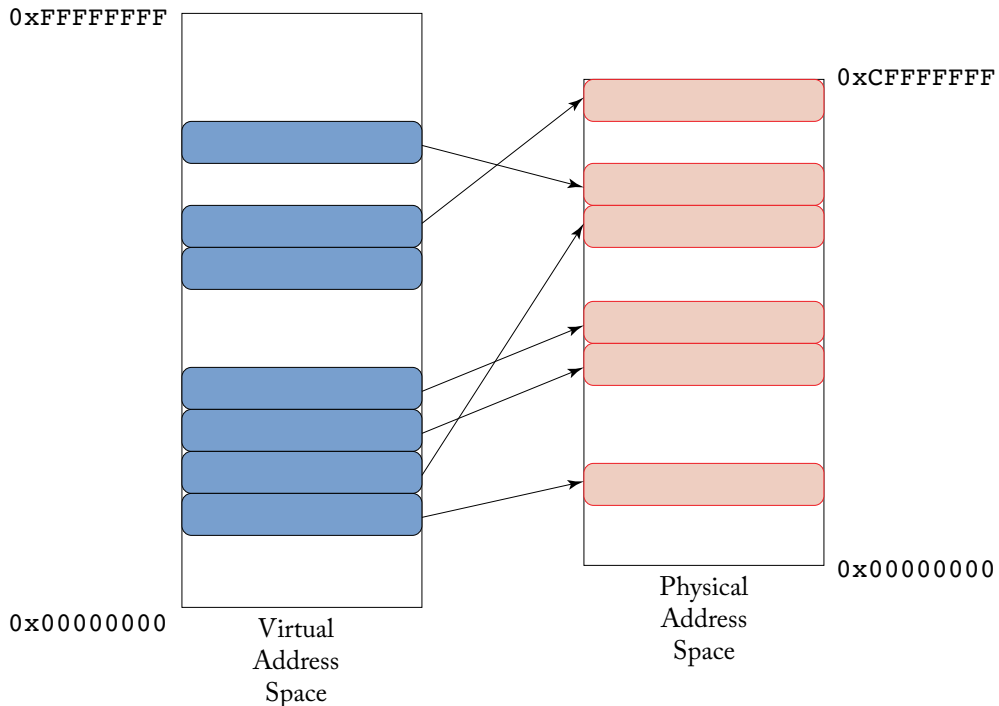 0xFFFFFFFF
0xCFFFFFFF
0x00000000
Physical
Address
Space
0x00000000
Virtual
Address
Space